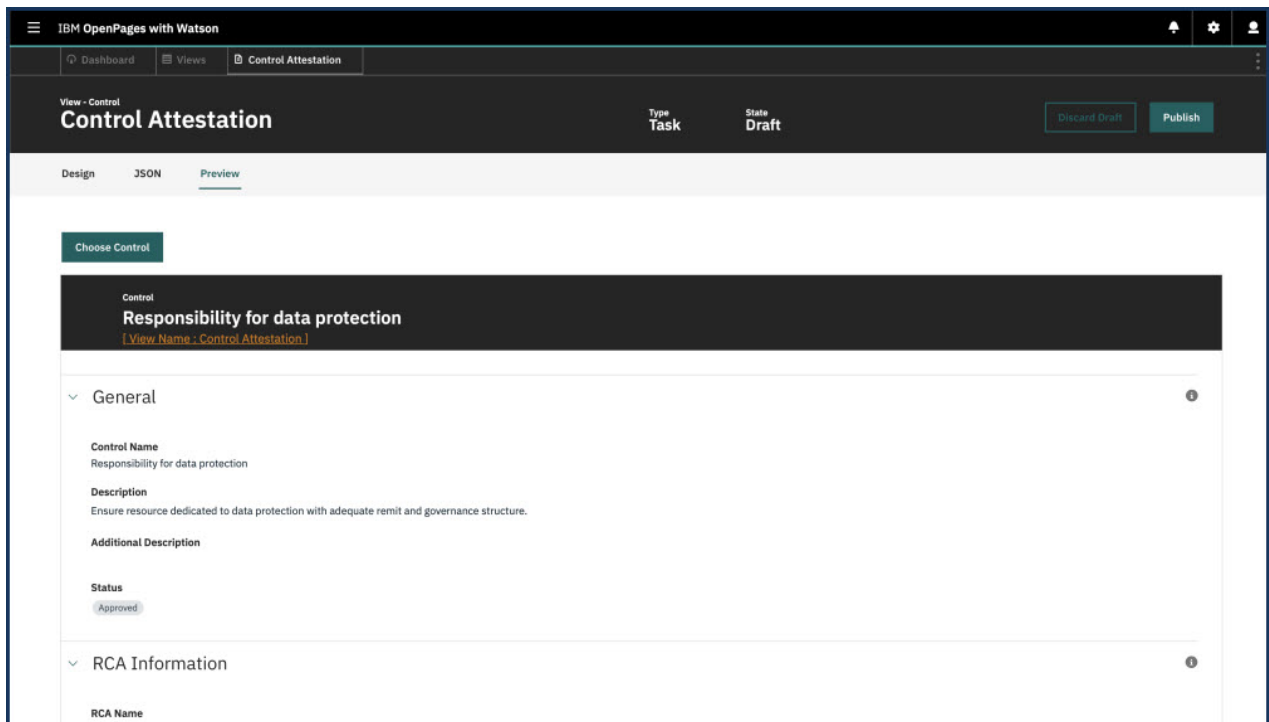 IBM OpenPages with Watson
Dashboard Views Control Attestation
View - Control
Control Attestation
Type
Task
State
Draft
Discard Draft
Publish
Design JSON Preview
Choose Control
Control
Responsibility for data protection
[ View Name : Control Attestation ]
General
Control Name
Responsibility for data protection
Description
Ensure resource dedicated to data protection with adequate remit and governance structure.
Additional Description
Status
Approved
RCA Information
RCA Name